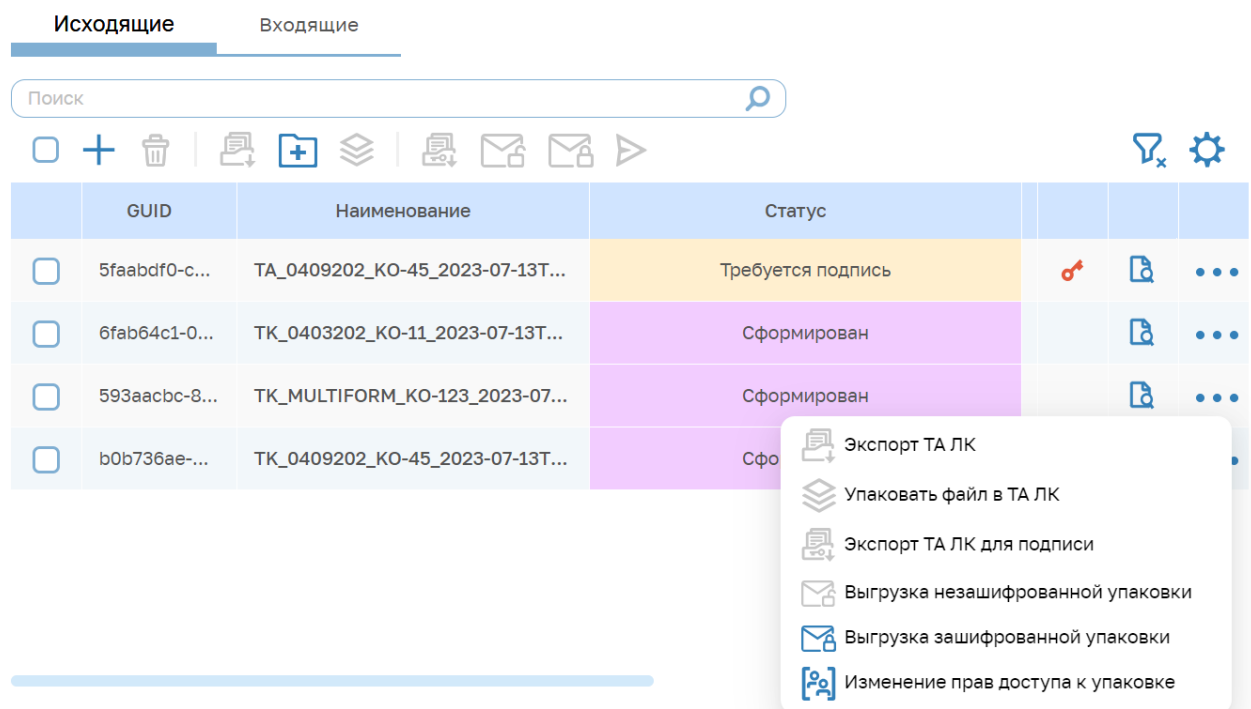 Исходящие Входящие
Поиск
GUID Наименование Статус
5faabdf0-c... TA_0409202_KO-45_2023-07-13T... Требуется подпись
6fab64c1-0... TK_0403202_KO-11_2023-07-13T... Сформирован
593aacbc-8... TK_MULTIFORM_KO-123_2023-07... Сформирован
b0b736ae-... TK_0409202_KO-45_2023-07-13T... Сфо
Экспорт ТА ЛК
Упаковать файл в ТА ЛК
Экспорт ТА ЛК для подписи
Выгрузка незашифрованной упаковки
Выгрузка зашифрованной упаковки
Изменение прав доступа к упаковке